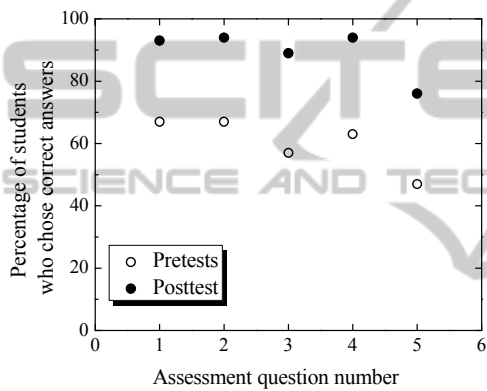 SCITE
SCIENCE AND TEC
Percentage of students
who chose correct answers
100
80
60
40
20
0
Pretests
Posttest
0 1 2 3 4 5 6
Assessment question number